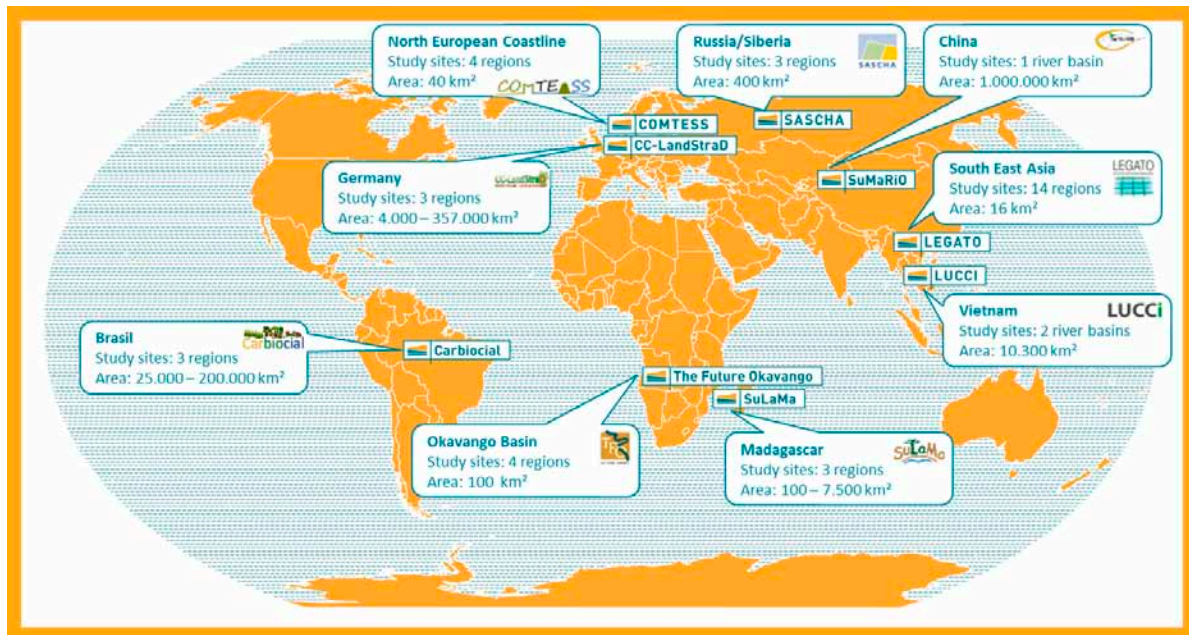 North European Coastline
Study sites: 4 regions
Area: 40 km²
COMTESS
Russia/Siberia
Study sites: 3 regions
Area: 400 km²
SASCHA
China
Study sites: 1 river basin
Area: 1.000.000 km²
COMTESS
SASCHA
CC-LandStraD
Germany
Study sites: 3 regions
Area: 4.000 – 357.000 km²
CC-LandStraD
SuMaRiO
South East Asia
Study sites: 14 regions
Area: 16 km²
LEGATO
LEGATO
LUCCI
Vietnam
Study sites: 2 river basins
Area: 10.300 km²
LUCCi
Brasil
Study sites: 3 regions
Area: 25.000 – 200.000 km²
Carbiocial
Carbiocial
The Future Okavango
SuLaMa
Okavango Basin
Study sites: 4 regions
Area: 100 km²
Madagascar
Study sites: 3 regions
Area: 100 – 7.500 km²
SuLaMa